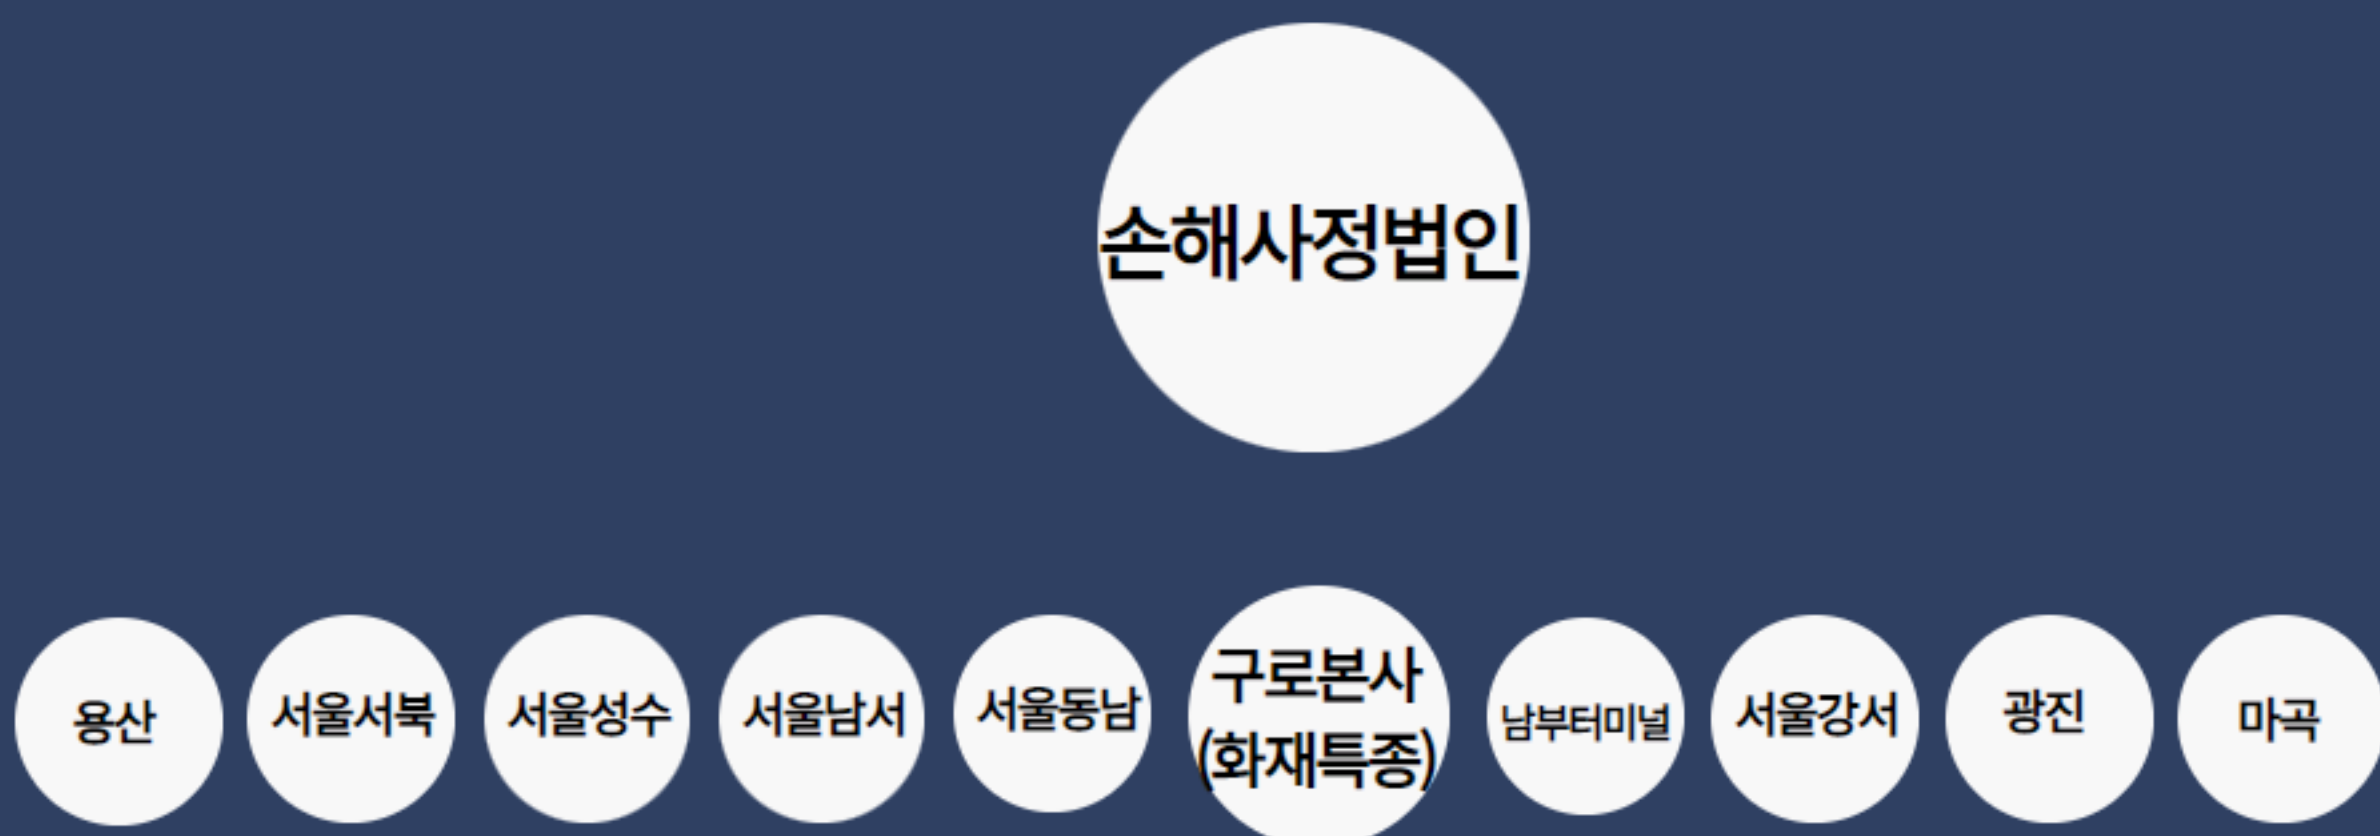 손해사정법인
용산
서울서북
서울성수
서울남서
서울동남
구로본사
(화재특종)
남부터미널
서울강서
광진
마곡